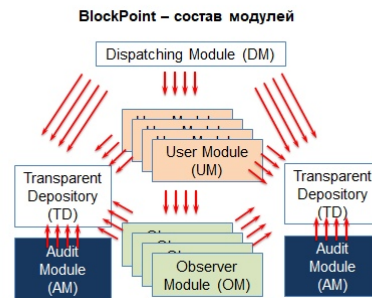 BlockPoint – состав модулей
Dispatching Module (DM)
User Module
(UM)
Transparent
Depository
(TD)
Transparent
Depository
(TD)
Audit
Module
(AM)
Observer
Module (OM)
Audit
Module
(AM)